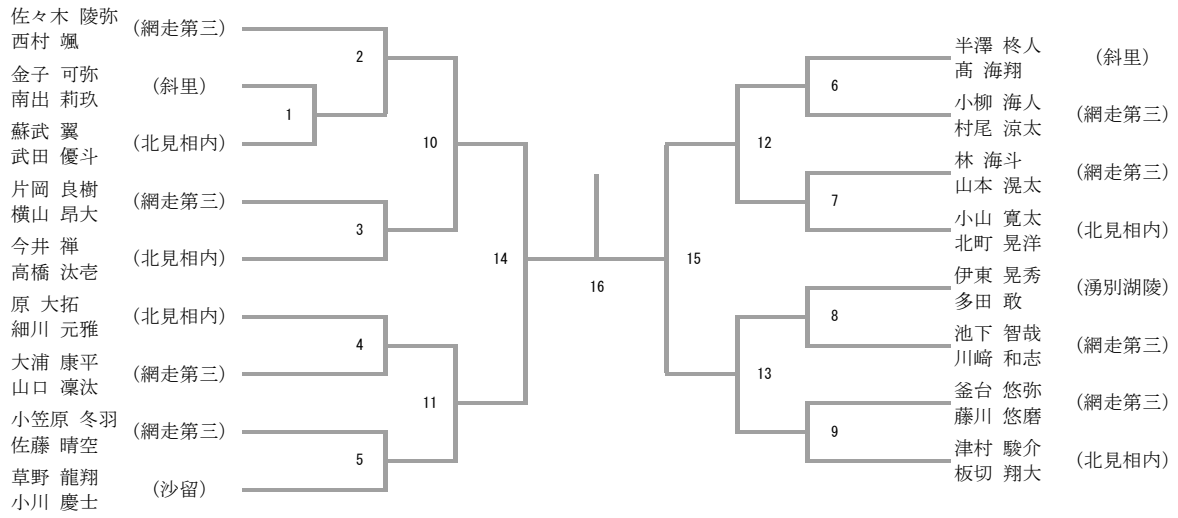 佐々木 陵弥
西村 颯
(網走第三)
金子 可弥
南出 莉玖
(斜里)
蘇武 翼
武田 優斗
(北見相内)
片岡 良樹
横山 昂大
(網走第三)
今井 禅
高橋 汰壱
(北見相内)
原 大拓
細川 元雅
(北見相内)
大浦 康平
山口 凜汰
(網走第三)
小笠原 冬羽
佐藤 晴空
(網走第三)
草野 龍翔
小川 慶士
(沙留)
2
1
10
3
14
4
11
5
16
6
12
7
15
8
13
9
半澤 柊人
髙 海翔
(斜里)
小柳 海人
村尾 涼太
(網走第三)
林 海斗
山本 滉太
(網走第三)
小山 寛太
北町 晃洋
(北見相内)
伊東 晃秀
多田 敢
(湧別湖陵)
池下 智哉
川﨑 和志
(網走第三)
釜台 悠弥
藤川 悠磨
(網走第三)
津村 駿介
板切 翔大
(北見相内)